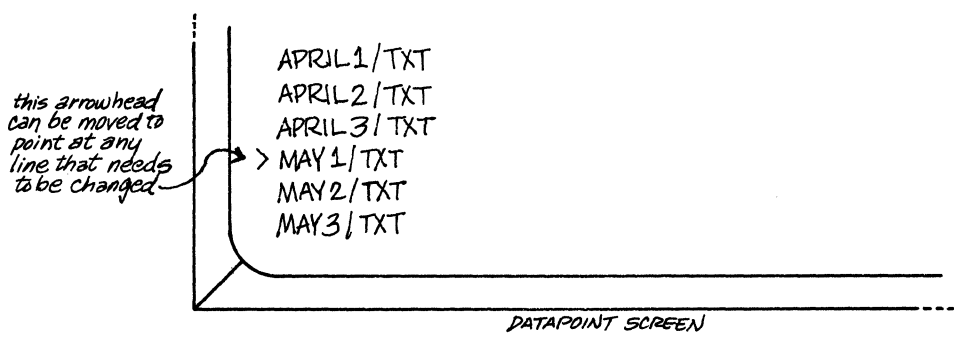 APRIL1/TXT
APRIL2/TXT
APRIL3/TXT
> MAY1/TXT
MAY2/TXT
MAY3/TXT
this arrowhead
can be moved to
point at any
line that needs
to be changed
DATAPOINT SCREEN